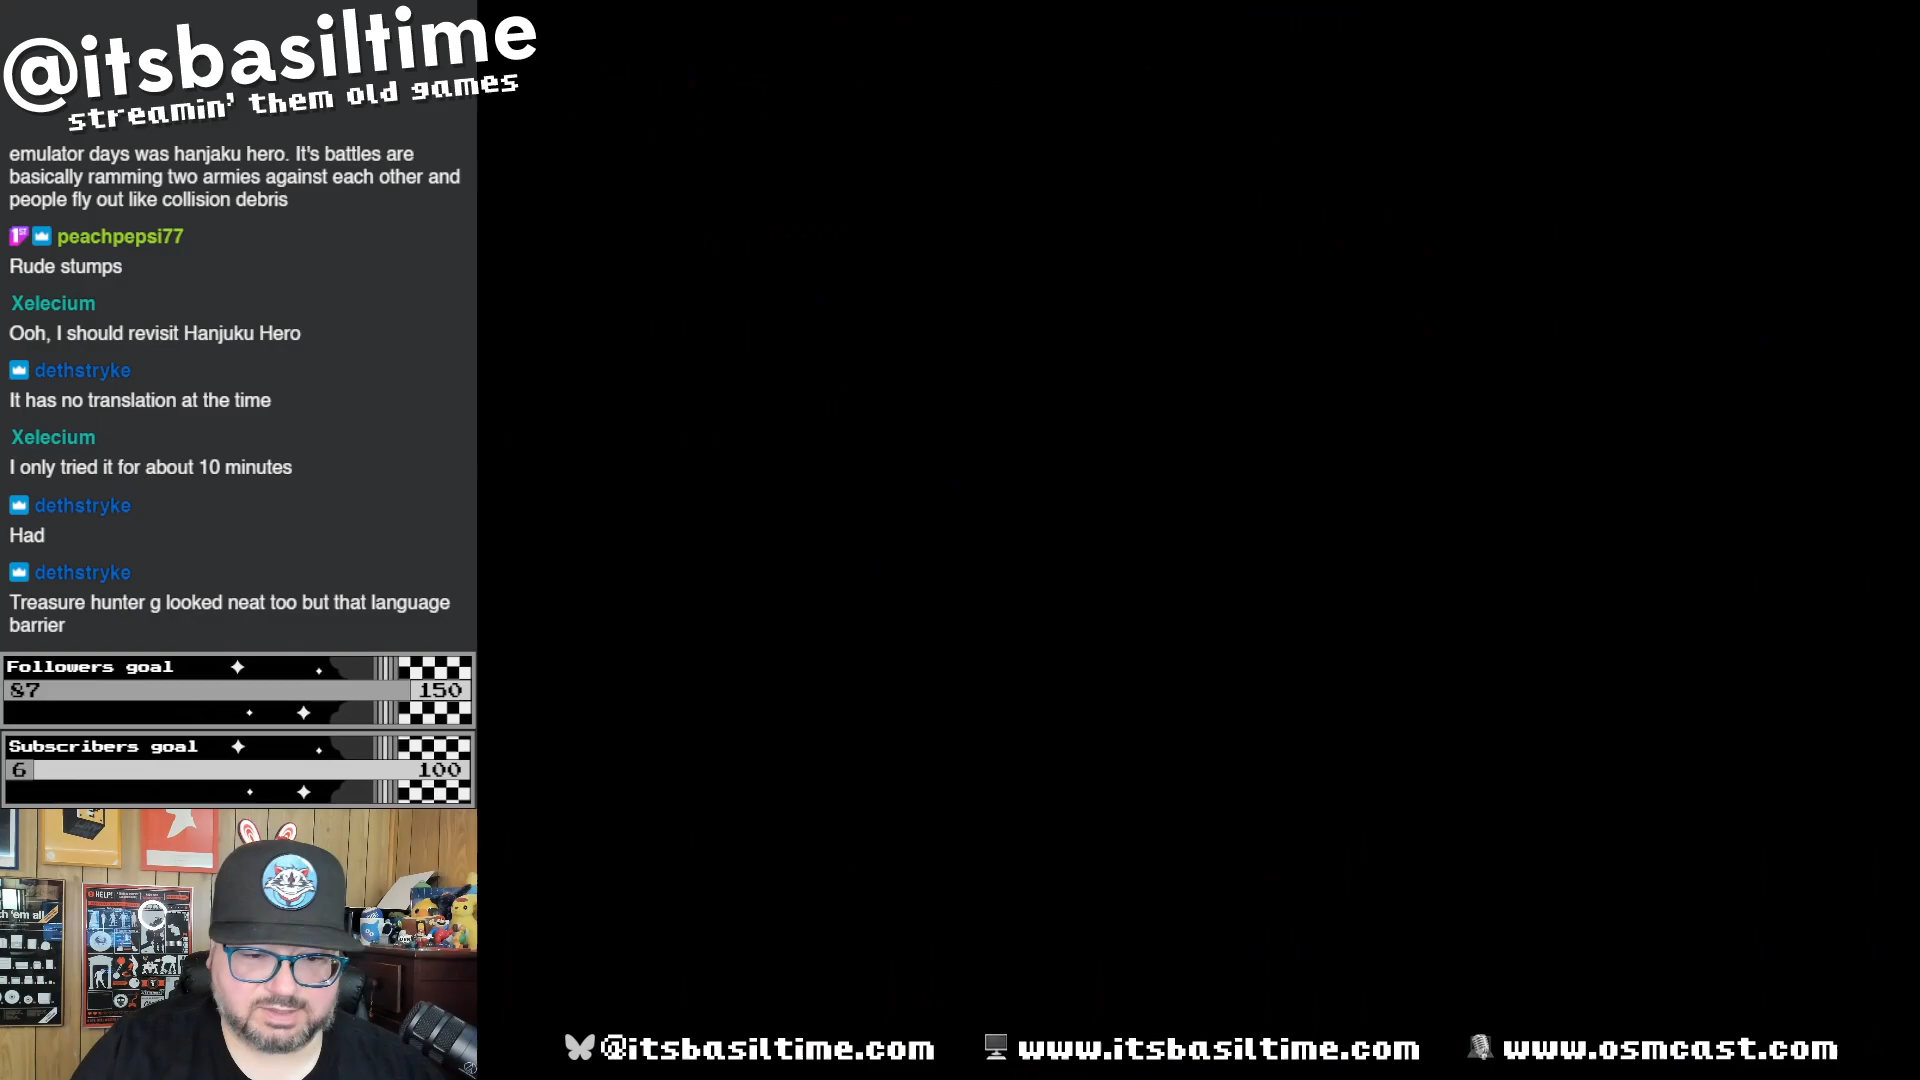 @itsbasiltime
streamin' them old games
emulator days was hanjaku hero. It's battles are
basically ramming two armies against each other and
people fly out like collision debris
1ST peachpepsi77
Rude stumps
Xelecium
Ooh, I should revisit Hanjuku Hero
dethstryke
It has no translation at the time
Xelecium
I only tried it for about 10 minutes
dethstryke
Had
dethstryke
Treasure hunter g looked neat too but that language
barrier
Followers goal
87 150
Subscribers goal
6 100
HELP!
'em all
@itsbasiltime.com
www.itsbasiltime.com
www.osmcast.com